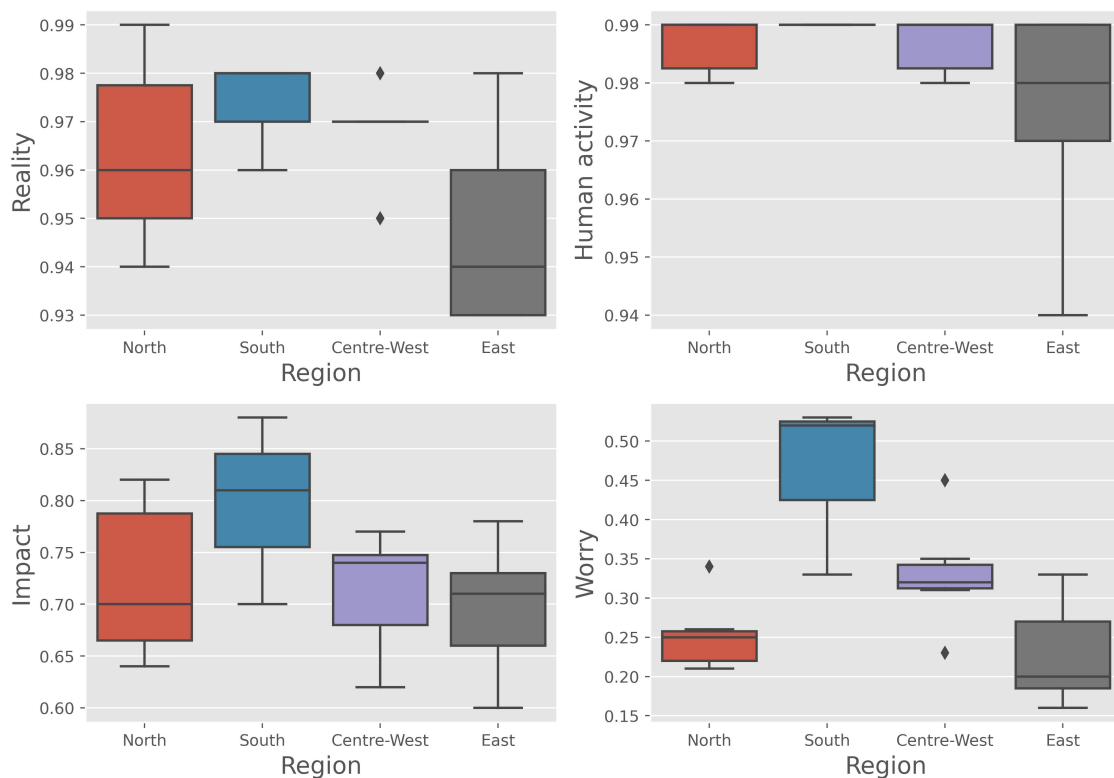 0.99
0.98
0.97
0.96
0.95
0.94
0.93
Reality
North South Centre-West East
Region
0.99
0.98
0.97
0.96
0.95
0.94
Human activity
North South Centre-West East
Region
0.85
0.80
0.75
0.70
0.65
0.60
Impact
North South Centre-West East
Region
0.50
0.45
0.40
0.35
0.30
0.25
0.20
0.15
Worry
North South Centre-West East
Region